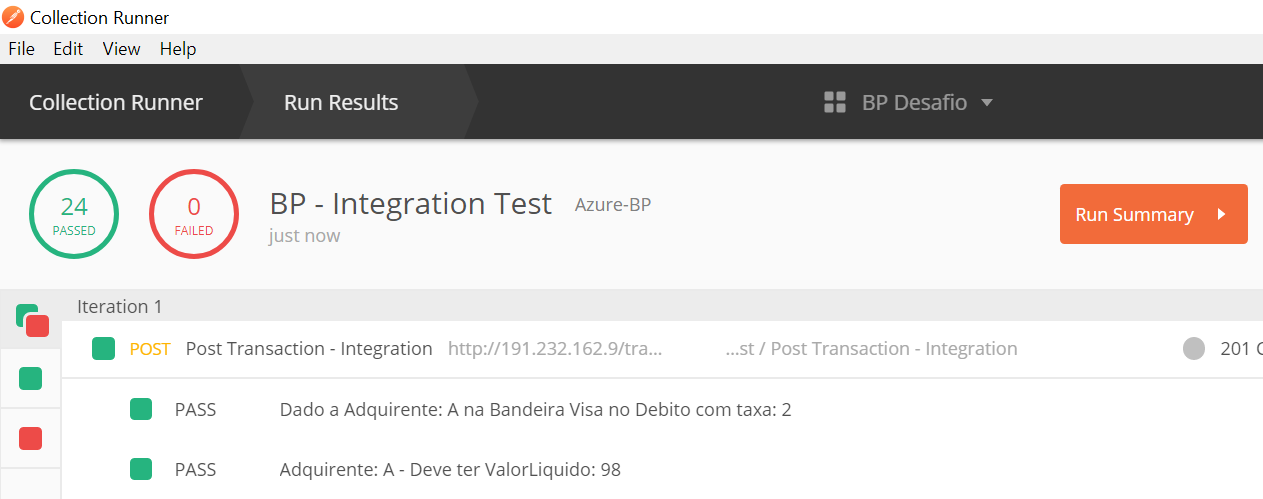 Collection Runner
File Edit View Help
Collection Runner Run Results BP Desafio
24 PASSED
0 FAILED
BP - Integration Test Azure-BP
just now
Run Summary
Iteration 1
POST Post Transaction - Integration http://191.232.162.9/tra... ...st / Post Transaction - Integration 201
PASS Dado a Adquirente: A na Bandeira Visa no Debito com taxa: 2
PASS Adquirente: A - Deve ter ValorLiquido: 98